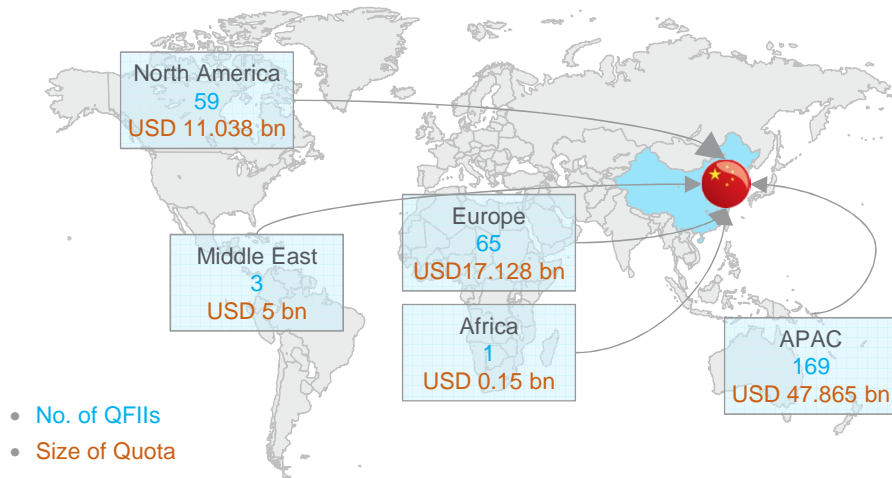 North America
59
USD 11.038 bn
Europe
65
USD17.128 bn
Middle East
3
USD 5 bn
Africa
1
USD 0.15 bn
APAC
169
USD 47.865 bn
No. of QFIIs
Size of Quota